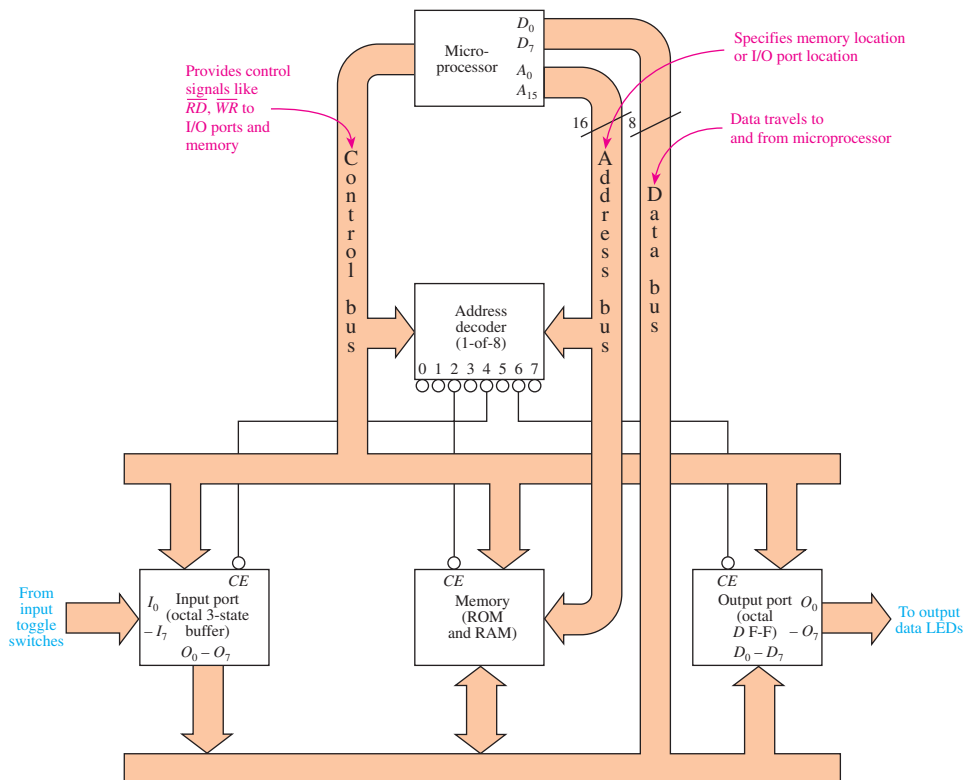 Micro-
processor
D₀
D₇
A₀
A₁₅
Specifies memory location
or I/O port location
Provides control
signals like
R̅D̅, W̅R̅ to
I/O ports and
memory
16
8
Data travels to
and from microprocessor
Control bus
Address bus
Data bus
Address
decoder
(1-of-8)
0 1 2 3 4 5 6 7
From
input
toggle
switches
CE
I₀
– I₇
Input port
(octal 3-state
buffer)
O₀ – O₇
CE
Memory
(ROM
and RAM)
CE
Output port
(octal
D F-F)
D₀ – D₇
O₀
– O₇
To output
data LEDs